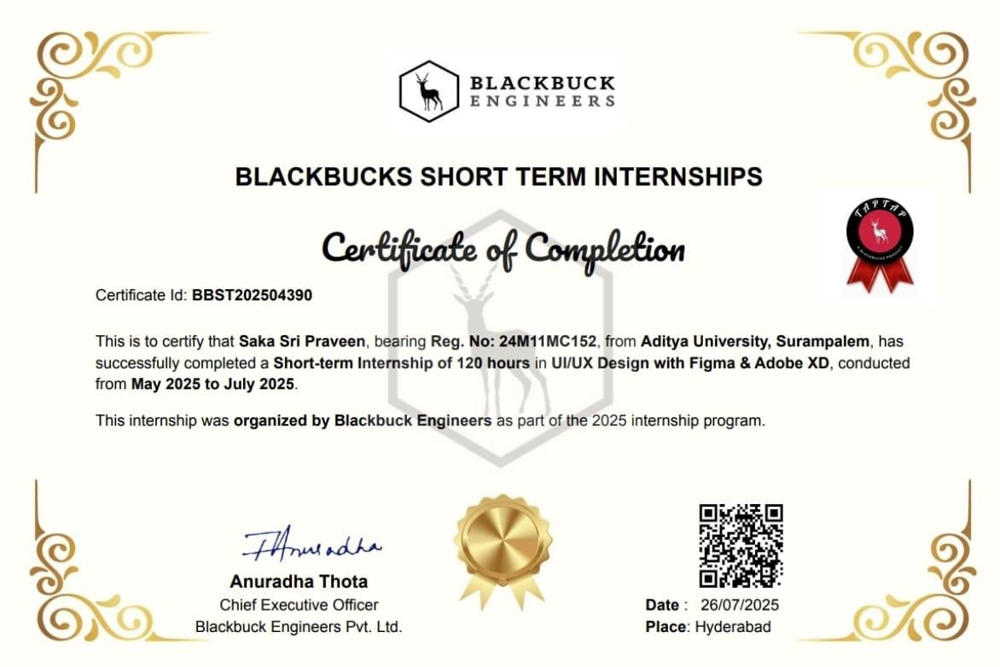 BLACKBUCK
ENGINEERS
BLACKBUCKS SHORT TERM INTERNSHIPS
TAPTAP
A BLACKBUCKS PRODUCT
Certificate of Completion
Certificate Id: BBST202504390
This is to certify that Saka Sri Praveen, bearing Reg. No: 24M11MC152, from Aditya University, Surampalem, has
successfully completed a Short-term Internship of 120 hours in UI/UX Design with Figma & Adobe XD, conducted
from May 2025 to July 2025.
This internship was organized by Blackbuck Engineers as part of the 2025 internship program.
TAnuradha
Anuradha Thota
Chief Executive Officer
Blackbuck Engineers Pvt. Ltd.
Date : 26/07/2025
Place: Hyderabad